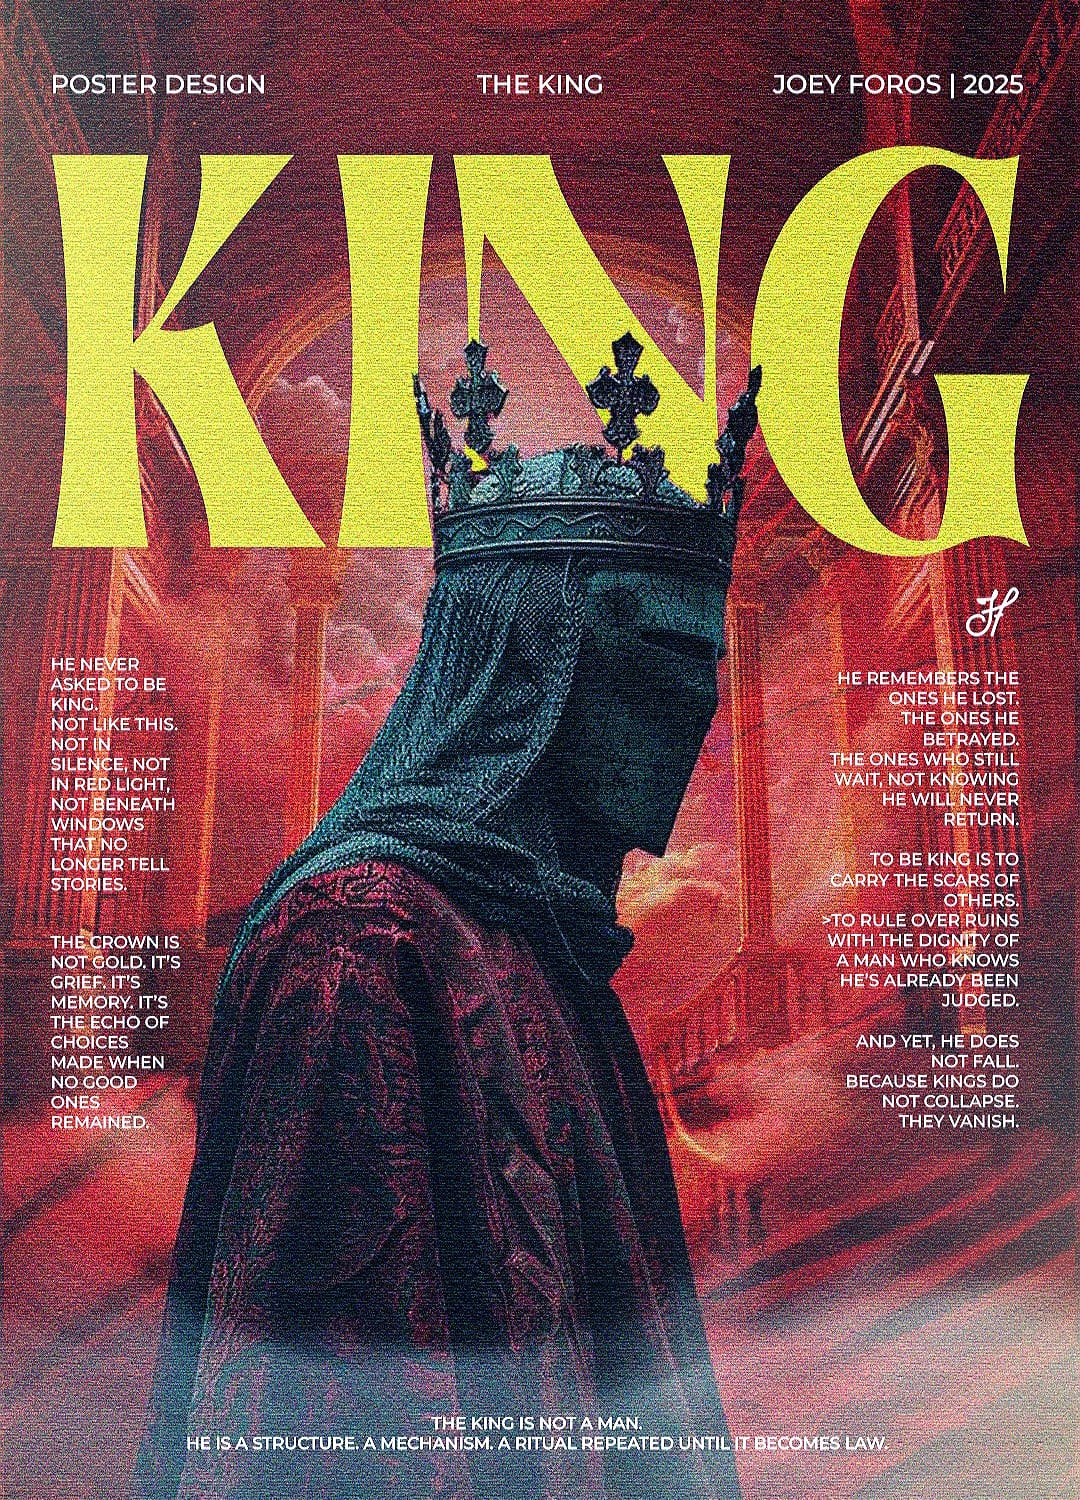 POSTER DESIGN
THE KING
JOEY FOROS | 2025
KING
HE NEVER
ASKED TO BE
KING.
NOT LIKE THIS.
NOT IN
SILENCE, NOT
IN RED LIGHT,
NOT BENEATH
WINDOWS
THAT NO
LONGER TELL
STORIES.
THE CROWN IS
NOT GOLD. IT'S
GRIEF. IT'S
MEMORY. IT'S
THE ECHO OF
CHOICES
MADE WHEN
NO GOOD
ONES
REMAINED.
HE REMEMBERS THE
ONES HE LOST.
THE ONES HE
BETRAYED.
THE ONES WHO STILL
WAIT, NOT KNOWING
HE WILL NEVER
RETURN.
TO BE KING IS TO
CARRY THE SCARS OF
OTHERS.
>TO RULE OVER RUINS
WITH THE DIGNITY OF
A MAN WHO KNOWS
HE'S ALREADY BEEN
JUDGED.
AND YET, HE DOES
NOT FALL.
BECAUSE KINGS DO
NOT COLLAPSE.
THEY VANISH.
THE KING IS NOT A MAN.
HE IS A STRUCTURE. A MECHANISM. A RITUAL REPEATED UNTIL IT BECOMES LAW.